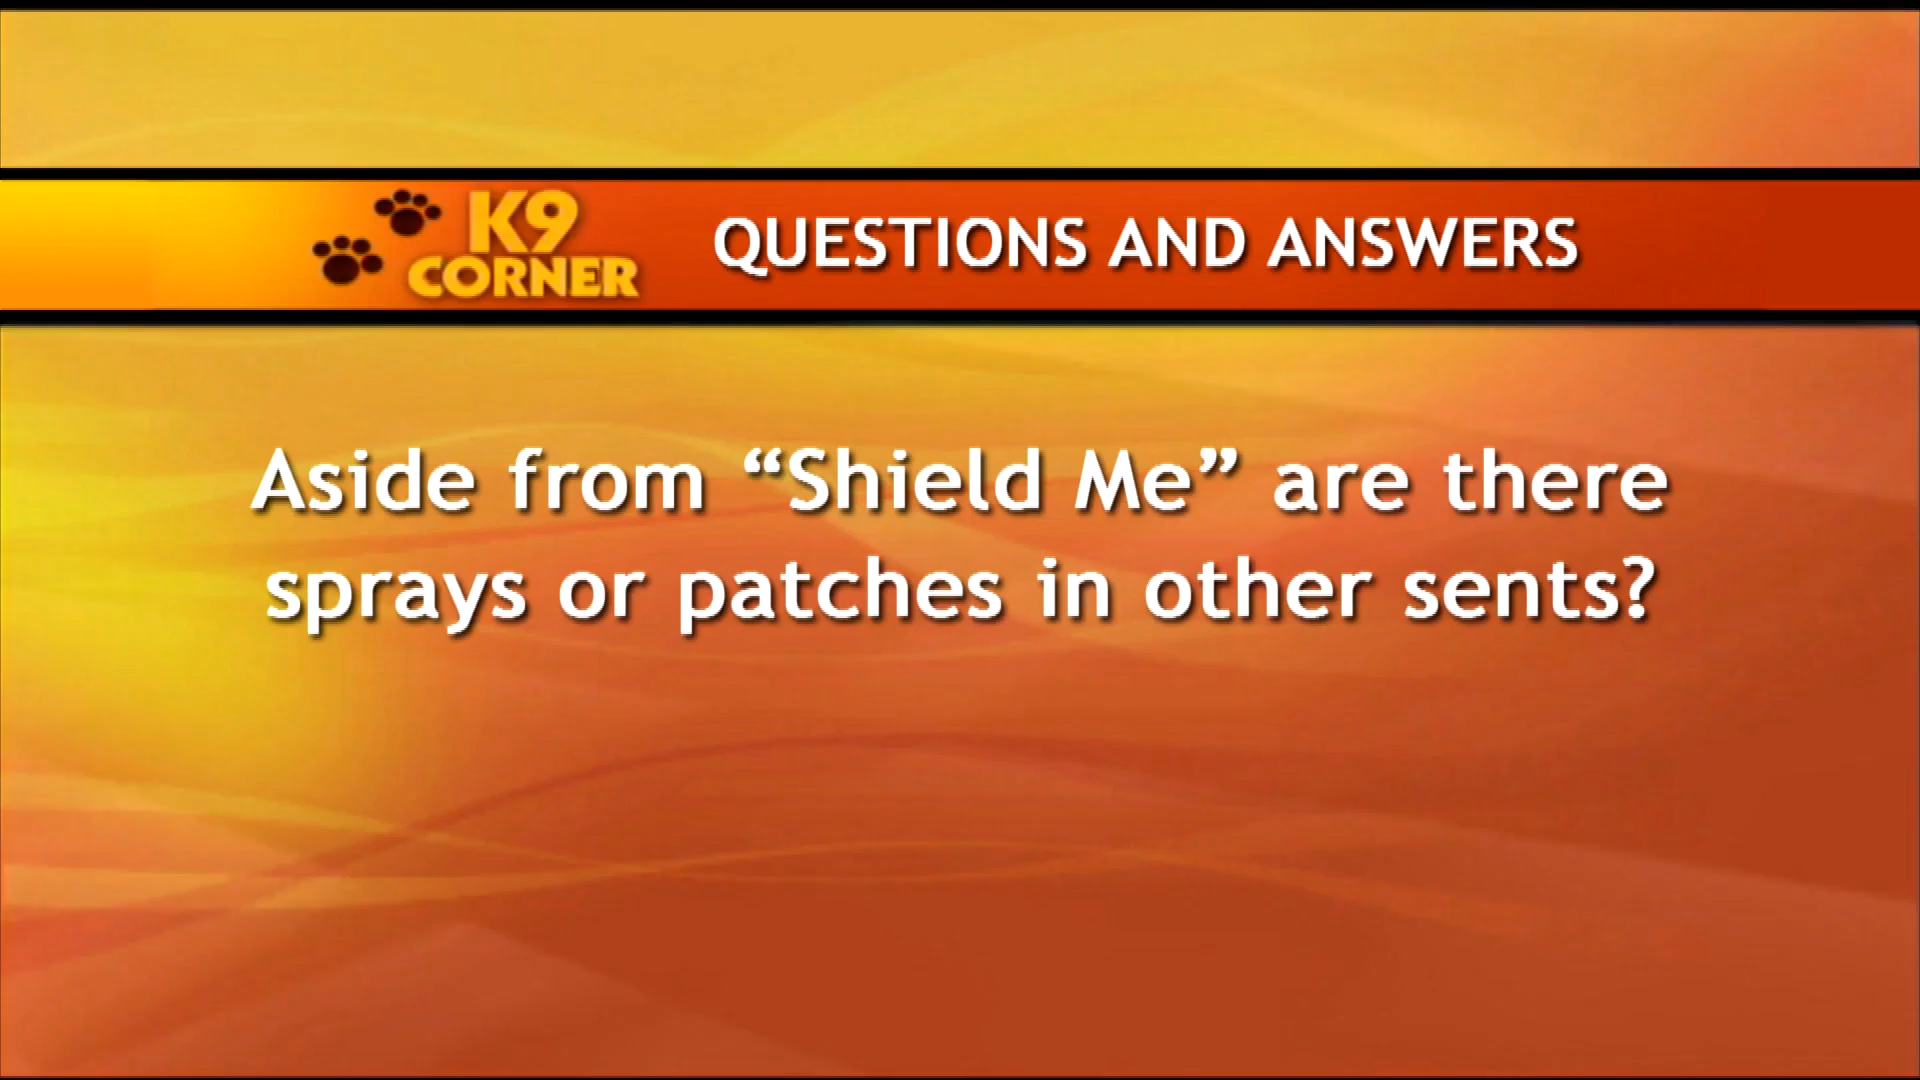 K9
CORNER
QUESTIONS AND ANSWERS
Aside from “Shield Me” are there
sprays or patches in other sents?